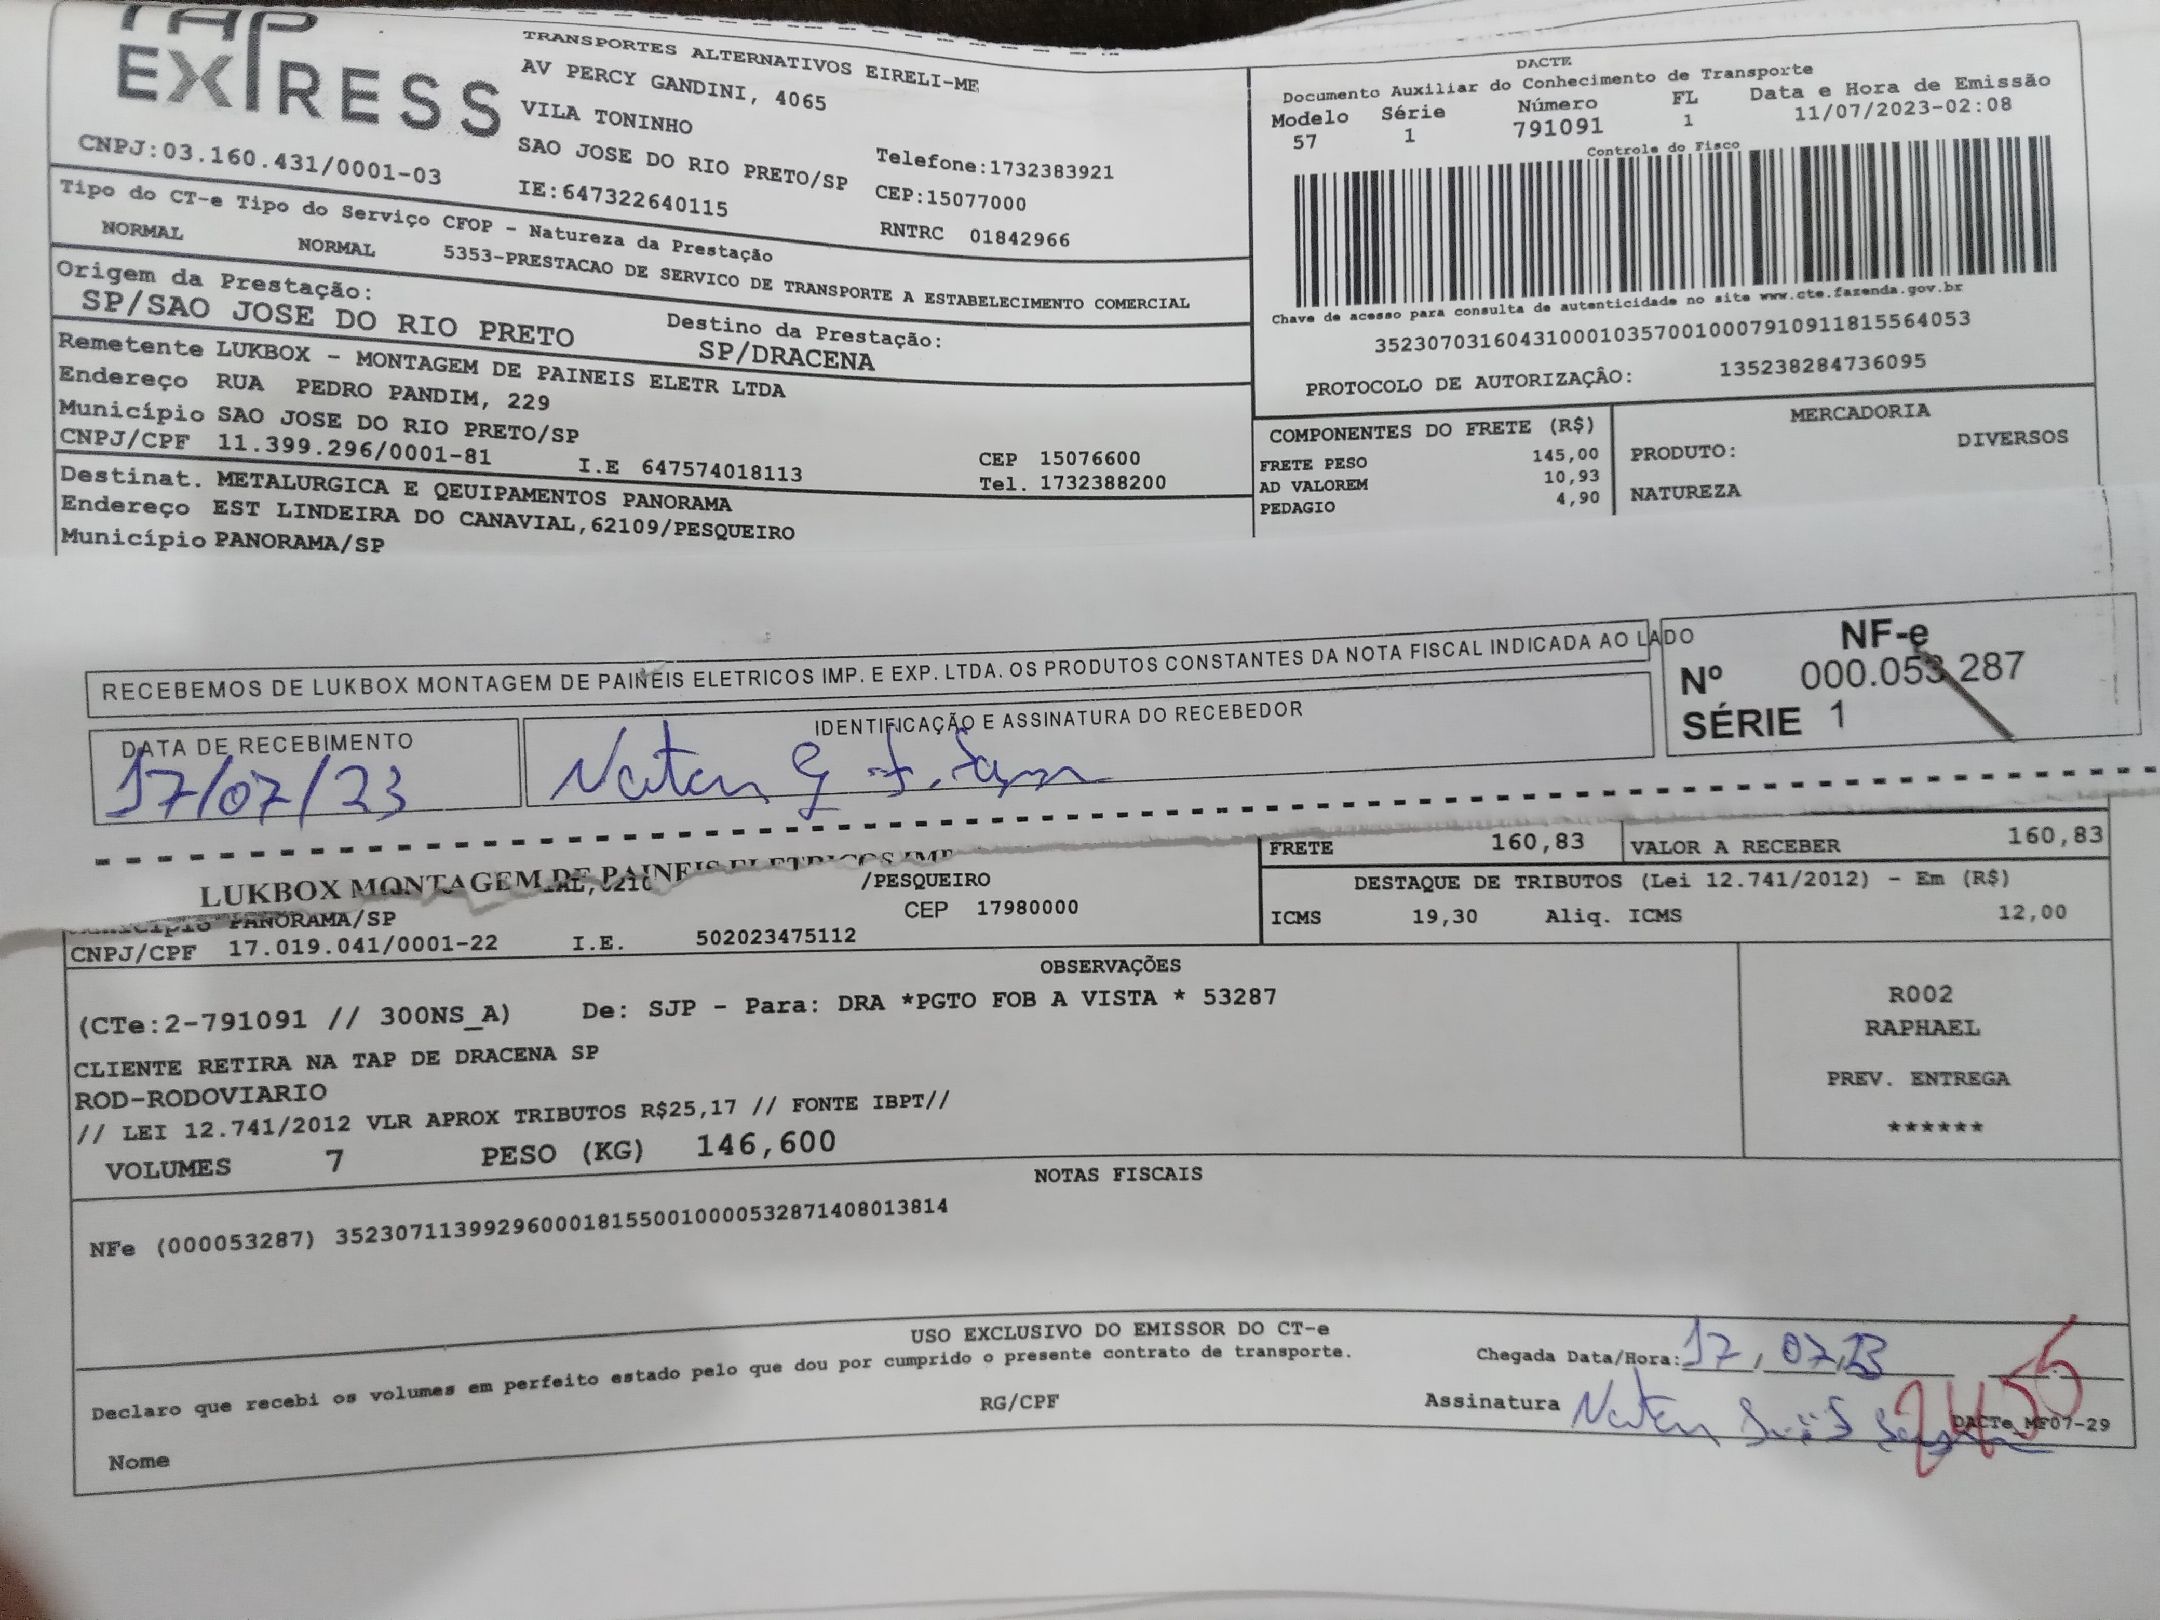 TAP
EXPRESS
CNPJ:03.160.431/0001-03
TRANSPORTES ALTERNATIVOS EIRELI-ME
AV PERCY GANDINI, 4065
VILA TONINHO
SAO JOSE DO RIO PRETO/SP
IE:647322640115
Telefone:1732383921
CEP:15077000
RNTRC 01842966
DACTE
Documento Auxiliar do Conhecimento de Transporte
Modelo Série Número FL Data e Hora de Emissão
57 1 791091 1 11/07/2023-02:08
Controle do Fisco
Chave de acesso para consulta de autenticidade no site www.cte.fazenda.gov.br
35230703160431000103570010007910911815564053
PROTOCOLO DE AUTORIZAÇÂO: 135238284736095
Tipo do CT-e Tipo do Serviço CFOP - Natureza da Prestação
NORMAL NORMAL 5353-PRESTACAO DE SERVICO DE TRANSPORTE A ESTABELECIMENTO COMERCIAL
Origem da Prestação:
SP/SAO JOSE DO RIO PRETO
Destino da Prestação:
SP/DRACENA
Remetente LUKBOX - MONTAGEM DE PAINEIS ELETR LTDA
Endereço RUA PEDRO PANDIM, 229
Município SAO JOSE DO RIO PRETO/SP
CEP 15076600
CNPJ/CPF 11.399.296/0001-81 I.E 647574018113 Tel. 1732388200
Destinat. METALURGICA E QEUIPAMENTOS PANORAMA
Endereço EST LINDEIRA DO CANAVIAL,62109/PESQUEIRO
Município PANORAMA/SP
COMPONENTES DO FRETE (R$)
FRETE PESO 145,00
AD VALOREM 10,93
PEDAGIO 4,90
MERCADORIA
PRODUTO: DIVERSOS
NATUREZA
RECEBEMOS DE LUKBOX MONTAGEM DE PAINEIS ELETRICOS IMP. E EXP. LTDA. OS PRODUTOS CONSTANTES DA NOTA FISCAL INDICADA AO LADO
NF-e
Nº 000.053.287
SÉRIE 1
DATA DE RECEBIMENTO
17/07/23
IDENTIFICAÇÃO E ASSINATURA DO RECEBEDOR
LUKBOX MONTAGEM DE PAINEIS ELETRICOS IMP
/PESQUEIRO
Município PANORAMA/SP CEP 17980000
CNPJ/CPF 17.019.041/0001-22 I.E. 502023475112
FRETE 160,83 VALOR A RECEBER 160,83
DESTAQUE DE TRIBUTOS (Lei 12.741/2012) - Em (R$)
ICMS 19,30 Aliq. ICMS 12,00
OBSERVAÇÕES
(CTe:2-791091 // 300NS_A) De: SJP - Para: DRA *PGTO FOB A VISTA * 53287
CLIENTE RETIRA NA TAP DE DRACENA SP
ROD-RODOVIARIO
// LEI 12.741/2012 VLR APROX TRIBUTOS R$25,17 // FONTE IBPT//
VOLUMES 7 PESO (KG) 146,600
R002
RAPHAEL
PREV. ENTREGA
******
NOTAS FISCAIS
NFe (000053287) 35230711399296000181550010000532871408013814
USO EXCLUSIVO DO EMISSOR DO CT-e
Declaro que recebi os volumes em perfeito estado pelo que dou por cumprido o presente contrato de transporte.
Chegada Data/Hora: 17, 07, 23
Nome RG/CPF Assinatura
DACTe_MF07-29